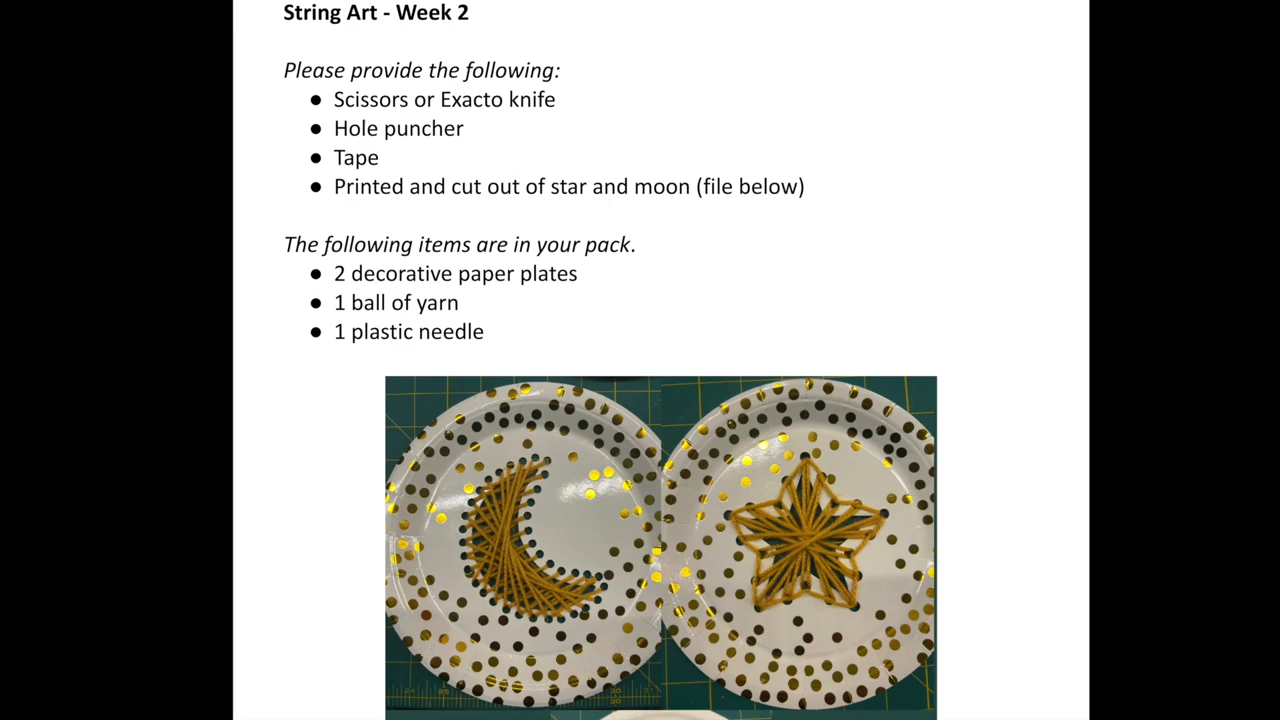 String Art - Week 2
Please provide the following:
● Scissors or Exacto knife
● Hole puncher
● Tape
● Printed and cut out of star and moon (file below)
The following items are in your pack.
● 2 decorative paper plates
● 1 ball of yarn
● 1 plastic needle